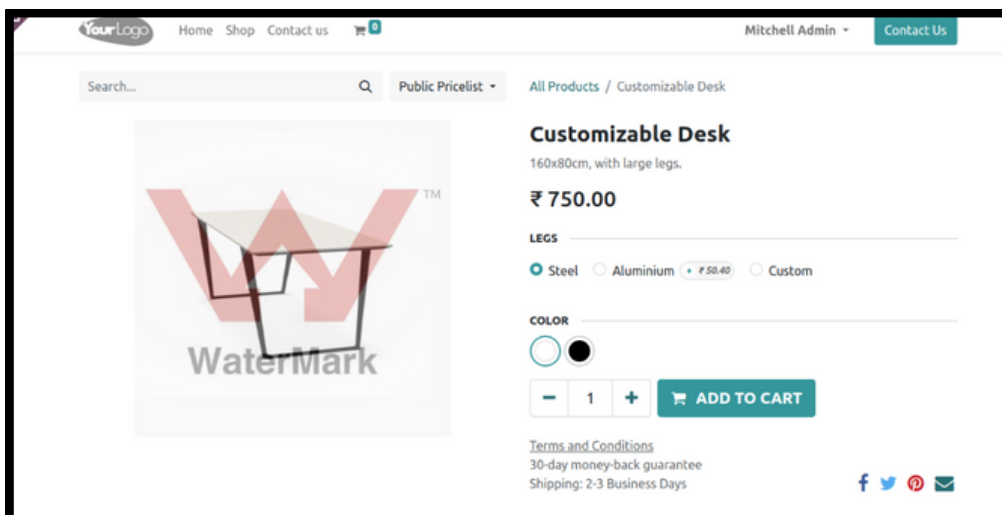 YourLogo Home Shop Contact us 0 Mitchell Admin Contact Us
Search... Public Pricelist All Products / Customizable Desk
Customizable Desk
160x80cm, with large legs.
₹ 750.00
TM
WaterMark
LEGS
Steel Aluminium + ₹ 50.40 Custom
COLOR
- 1 + ADD TO CART
Terms and Conditions
30-day money-back guarantee
Shipping: 2-3 Business Days